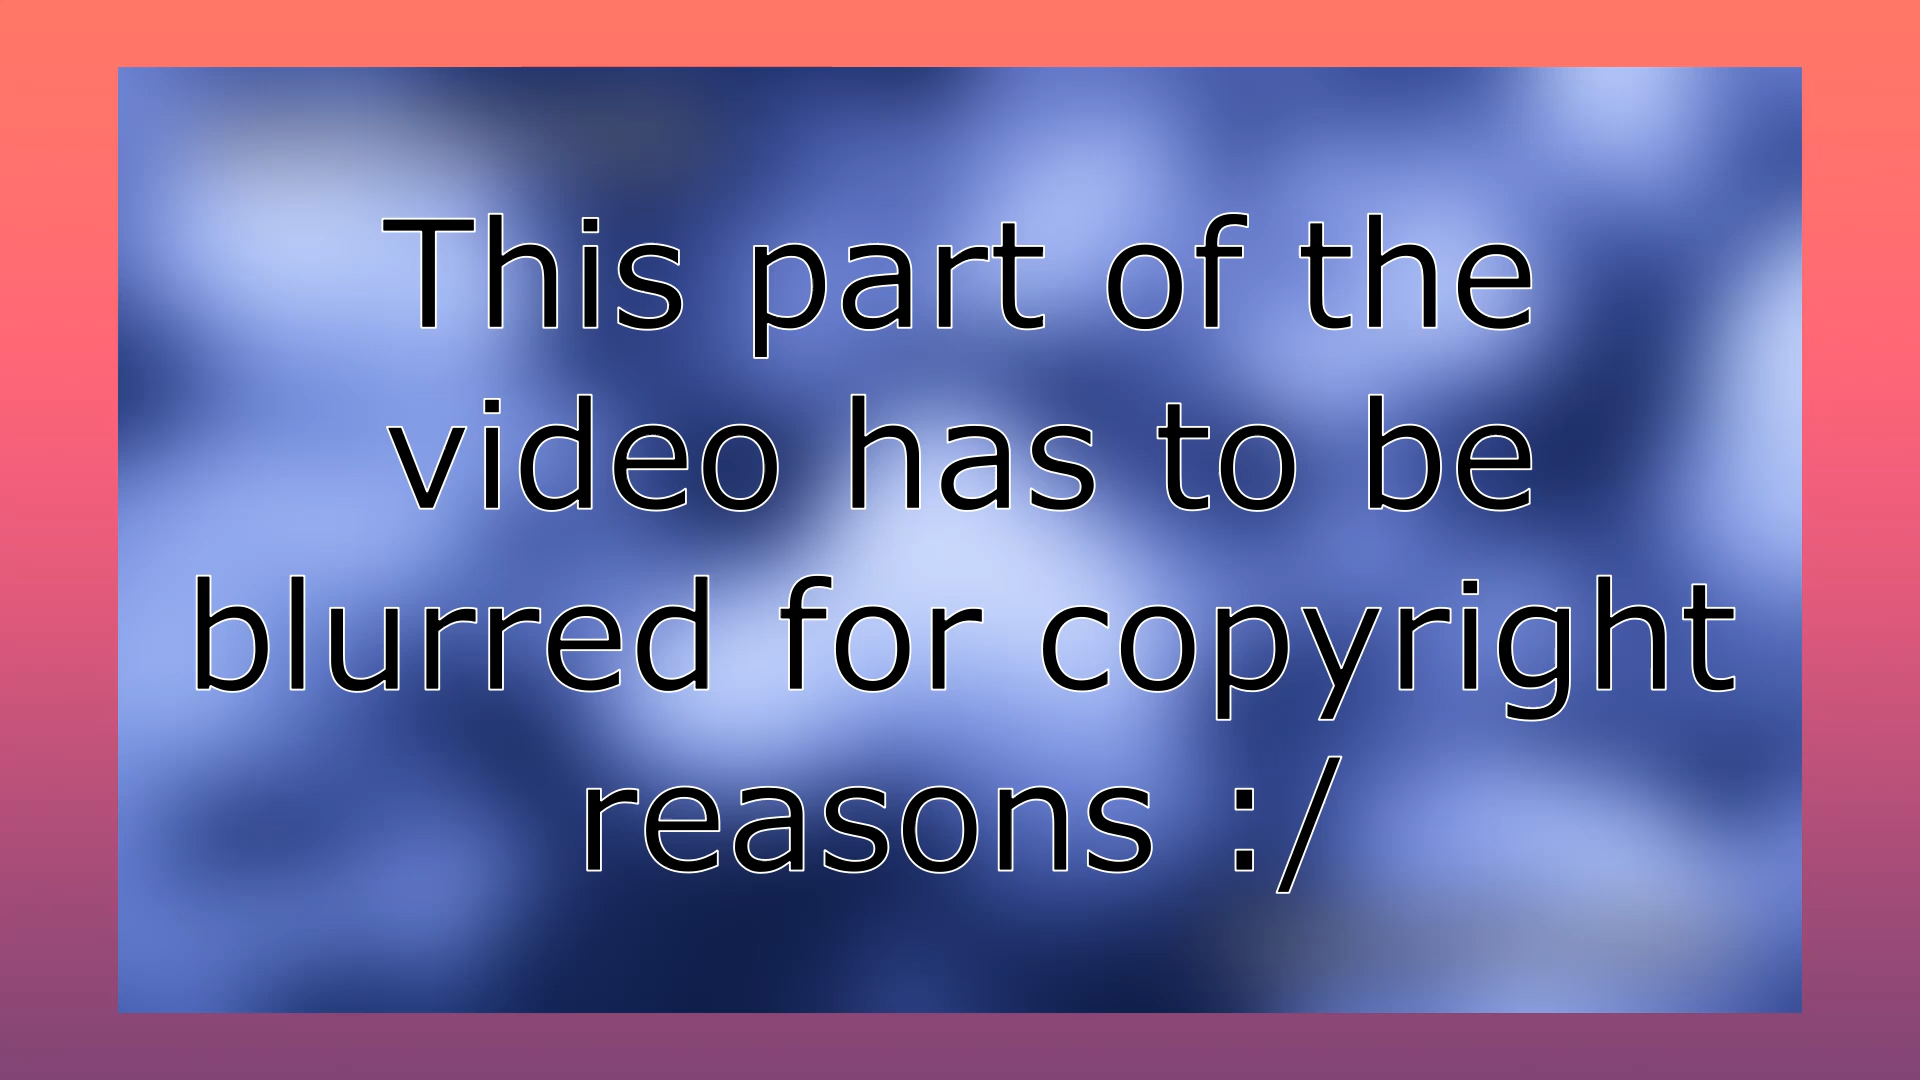 This part of the
video has to be
blurred for copyright
reasons :/